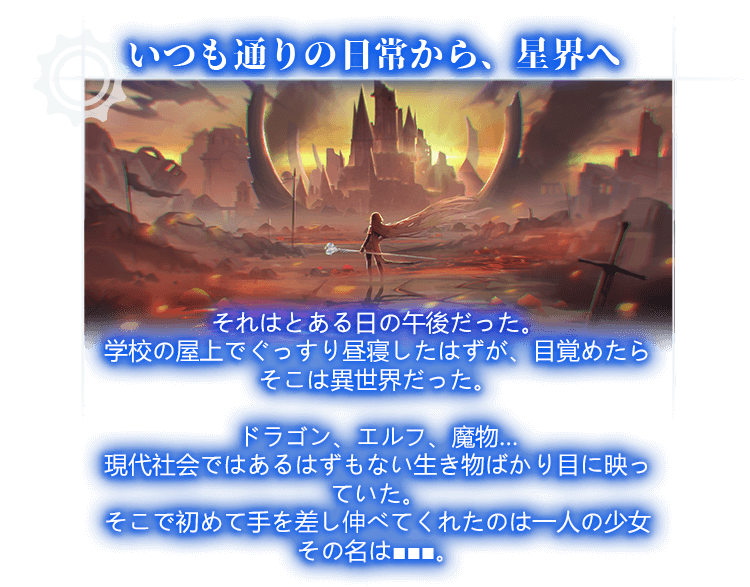 いつも通りの日常から、星界へ
それはとある日の午後だった。
学校の屋上でぐっすり昼寝したはずが、目覚めたら
そこは異世界だった。
ドラゴン、エルフ、魔物...
現代社会ではあるはずもない生き物ばかり目に映っ
ていた。
そこで初めて手を差し伸べてくれたのは一人の少女
その名は■■■。